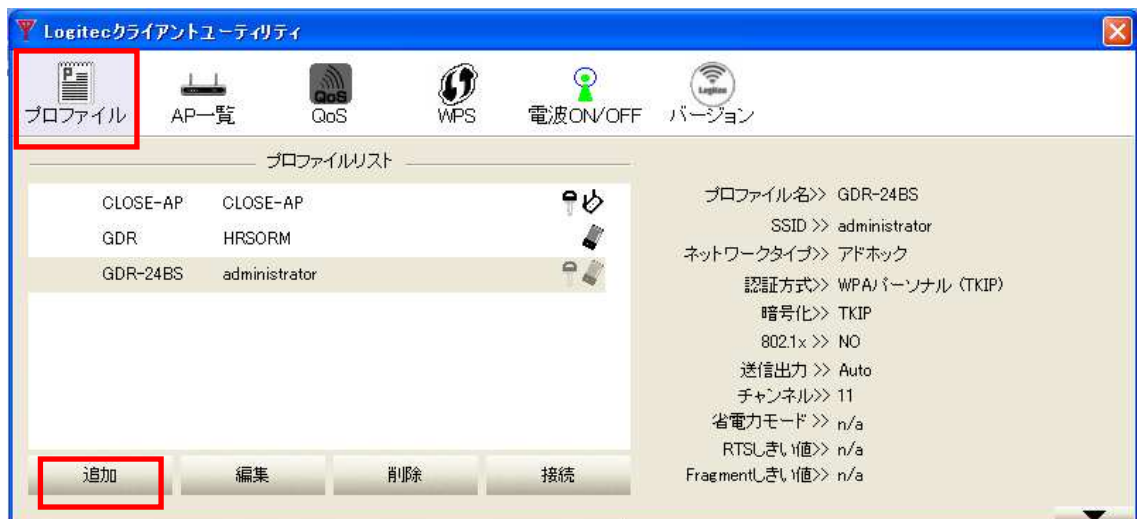 Logitecクライアントユーティリティ
プロファイル AP一覧 QoS WPS 電波ON/OFF バージョン
プロファイルリスト
CLOSE-AP CLOSE-AP
GDR HRSORM
GDR-24BS administrator
追加 編集 削除 接続
プロファイル名>> GDR-24BS
SSID >> administrator
ネットワークタイプ>> アドホック
認証方式>> WPAパーソナル (TKIP)
暗号化>> TKIP
802.1x >> NO
送信出力 >> Auto
チャンネル>> 11
省電力モード >> n/a
RTSしきい値>> n/a
Fragmentしきい値>> n/a